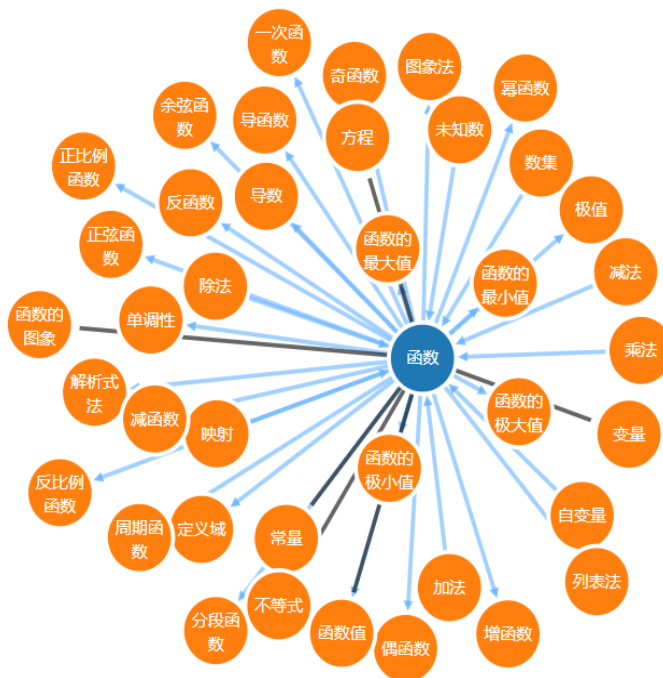 一次函
数
奇函数
图象法
幂函数
余弦函
数
导函数
方程
未知数
正比例
函数
反函数
导数
数集
极值
正弦函
数
函数的
最大值
函数的
最小值
减法
除法
函数的
图象
单调性
函数
乘法
解析式
法
减函数
映射
函数的
极大值
变量
函数的
极小值
反比例
函数
周期函
数
定义域
常量
自变量
列表法
加法
分段函
数
不等式
函数值
偶函数
增函数